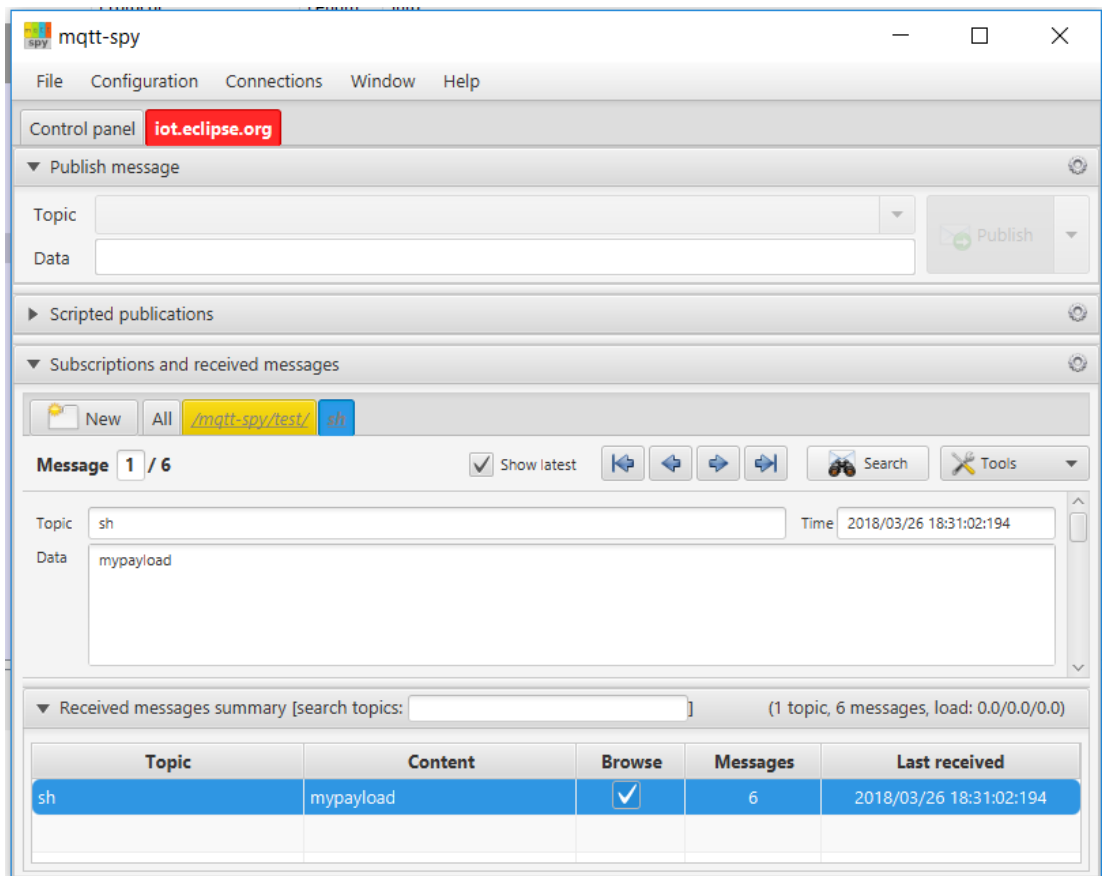 mqtt-spy
File Configuration Connections Window Help
Control panel iot.eclipse.org
Publish message
Topic
Publish
Data
Scripted publications
Subscriptions and received messages
New All /mqtt-spy/test/ sh
Message 1 / 6 Show latest Search Tools
Topic sh Time 2018/03/26 18:31:02:194
Data mypayload
Received messages summary [search topics: ] (1 topic, 6 messages, load: 0.0/0.0/0.0)
Topic Content Browse Messages Last received
sh mypayload 6 2018/03/26 18:31:02:194